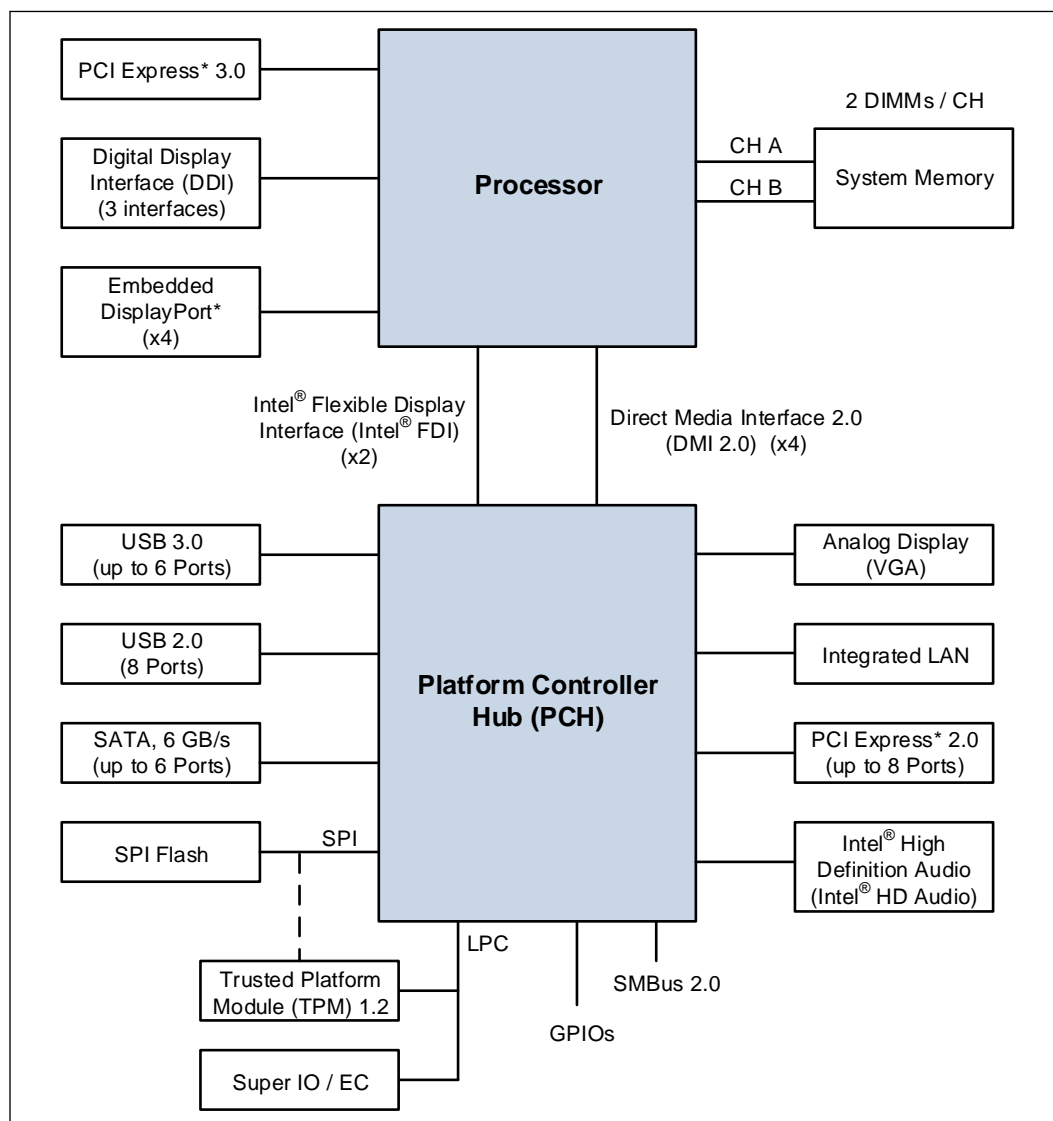 PCI Express* 3.0
Digital Display
Interface (DDI)
(3 interfaces)
Embedded
DisplayPort*
(x4)
Processor
2 DIMMs / CH
CH A
CH B
System Memory
Intel® Flexible Display
Interface (Intel® FDI)
(x2)
Direct Media Interface 2.0
(DMI 2.0) (x4)
USB 3.0
(up to 6 Ports)
USB 2.0
(8 Ports)
SATA, 6 GB/s
(up to 6 Ports)
SPI Flash
SPI
Platform Controller
Hub (PCH)
Analog Display
(VGA)
Integrated LAN
PCI Express* 2.0
(up to 8 Ports)
Intel® High
Definition Audio
(Intel® HD Audio)
LPC
Trusted Platform
Module (TPM) 1.2
Super IO / EC
SMBus 2.0
GPIOs